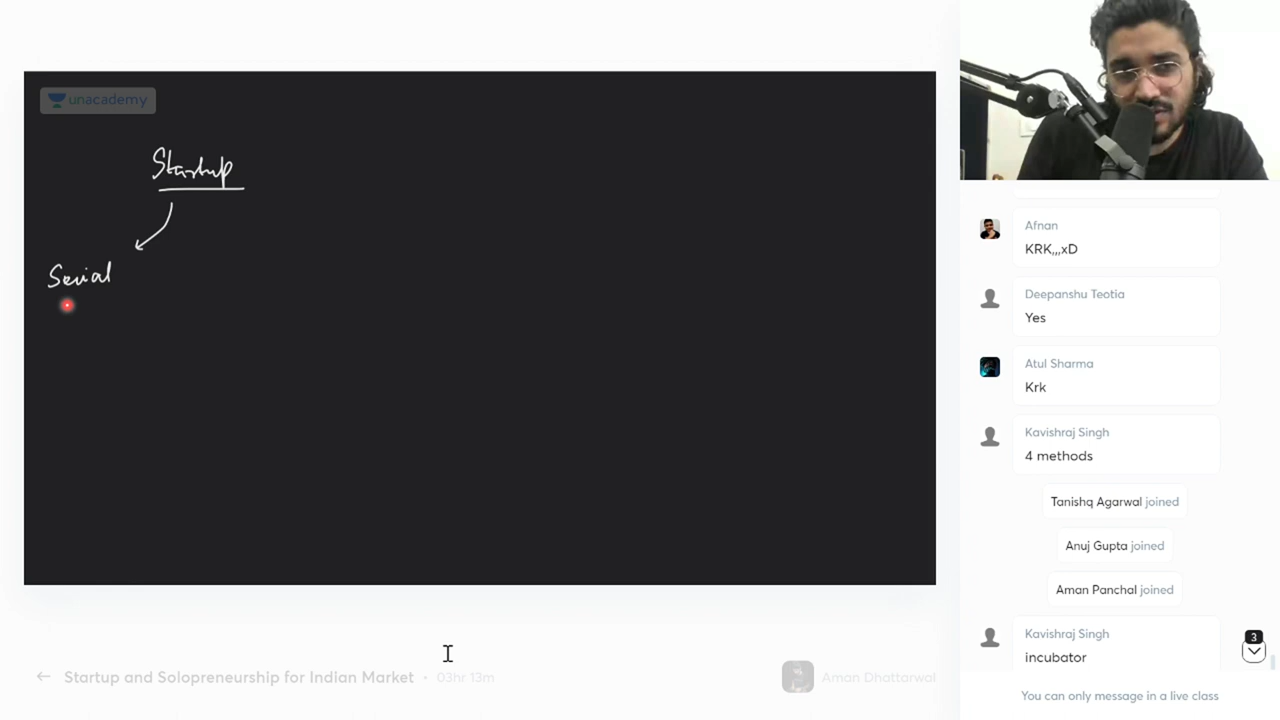 unacademy
Startup
Serial
Afnan
KRK,,,xD
Deepanshu Teotia
Yes
Atul Sharma
Krk
Kavishraj Singh
4 methods
Tanishq Agarwal joined
Anuj Gupta joined
Aman Panchal joined
Kavishraj Singh
incubator
3
You can only message in a live class
Startup and Solopreneurship for Indian Market • 03hr 13m
Aman Dhattarwal